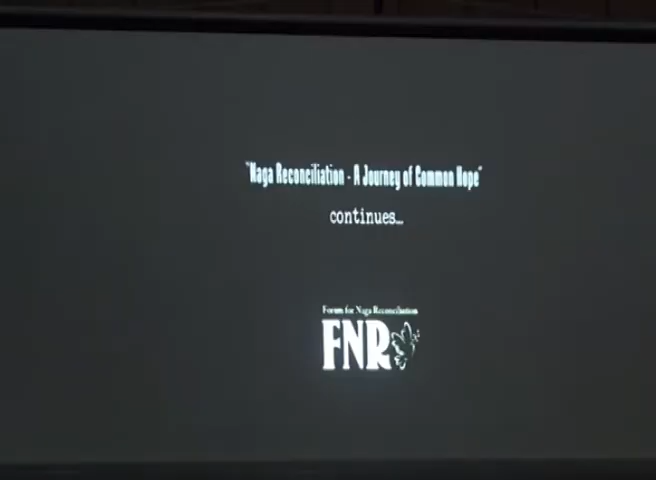 "Naga Reconciliation - A Journey of Common Hope"
continues...
Forum for Naga Reconciliation
FNR